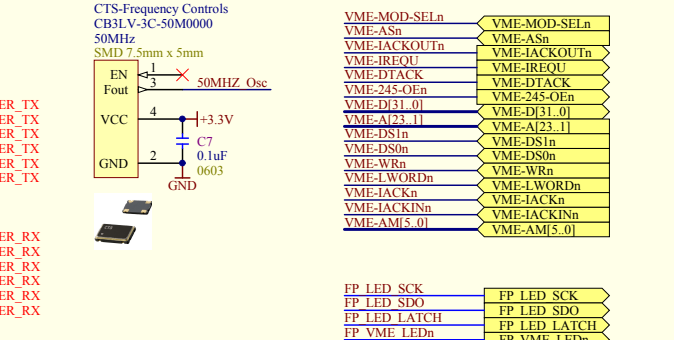 CTS-Frequency Controls
CB3LV-3C-50M0000
50MHz
SMD 7.5mm x 5mm
EN 1
Fout 3 50MHZ_Osc
VCC 4 +3.3V
C7
0.1uF
0603
GND 2
GND
ER_TX
ER_TX
ER_TX
ER_TX
ER_TX
ER_TX
ER_RX
ER_RX
ER_RX
ER_RX
ER_RX
ER_RX
VME-MOD-SELn VME-MOD-SELn
VME-ASn VME-ASn
VME-IACKOUTn VME-IACKOUTn
VME-IREQU VME-IREQU
VME-DTACK VME-DTACK
VME-245-OEn VME-245-OEn
VME-D[31..0] VME-D[31..0]
VME-A[23..1] VME-A[23..1]
VME-DS1n VME-DS1n
VME-DS0n VME-DS0n
VME-WRn VME-WRn
VME-LWORDn VME-LWORDn
VME-IACKn VME-IACKn
VME-IACKINn VME-IACKINn
VME-AM[5..0] VME-AM[5..0]
FP_LED_SCK FP_LED_SCK
FP_LED_SDO FP_LED_SDO
FP_LED_LATCH FP_LED_LATCH
FP_VME_LEDn FP_VME_LEDn